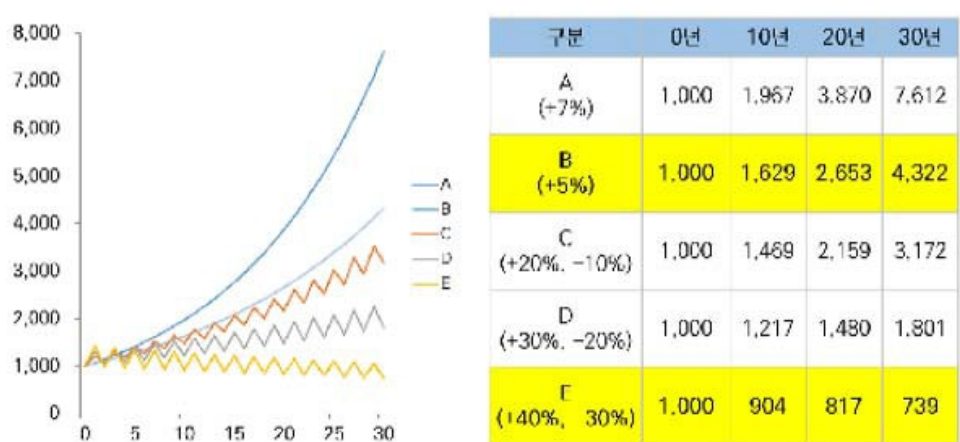 8,000
7,000
6,000
5,000
4,000
3,000
2,000
1,000
0
0 5 10 15 20 25 30
A
B
C
D
E
구분 0년 10년 20년 30년
A
(+7%)
1,000 1,967 3.870 7.612
B
(+5%)
1,000 1,629 2,653 4,322
C
(+20%, -10%)
1,000 1,469 2,159 3.172
D
(+30%, -20%)
1,000 1,217 1,480 1.801
E
(+40%, 30%)
1,000 904 817 739